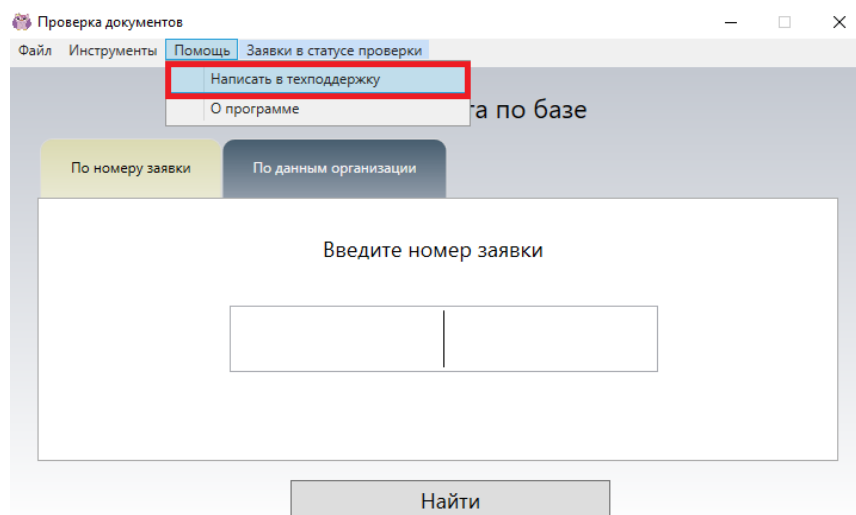 Проверка документов
Файл Инструменты Помощь Заявки в статусе проверки
Написать в техподдержку
О программе
по базе
По номеру заявки По данным организации
Введите номер заявки
Найти